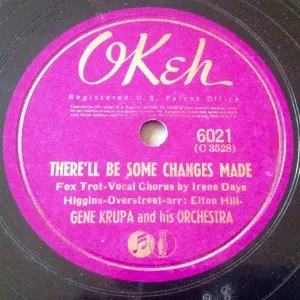 OKeh
Registered U.S. Patent Office
6021
(C 3528)
THERE'LL BE SOME CHANGES MADE
Fox Trot-Vocal Chorus by Irene Daye
Higgins-Overstreet-arr: Elton Hill-
GENE KRUPA and his ORCHESTRA